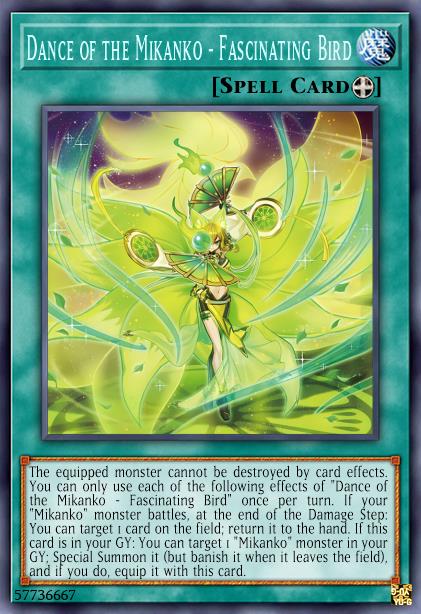 Dance of the Mikanko - Fascinating Bird 魔
[Spell Card]
The equipped monster cannot be destroyed by card effects.
You can only use each of the following effects of "Dance of
the Mikanko - Fascinating Bird" once per turn. If your
"Mikanko" monster battles, at the end of the Damage Step:
You can target 1 card on the field; return it to the hand. If this
card is in your GY: You can target 1 "Mikanko" monster in your
GY; Special Summon it (but banish it when it leaves the field),
and if you do, equip it with this card.
57736667